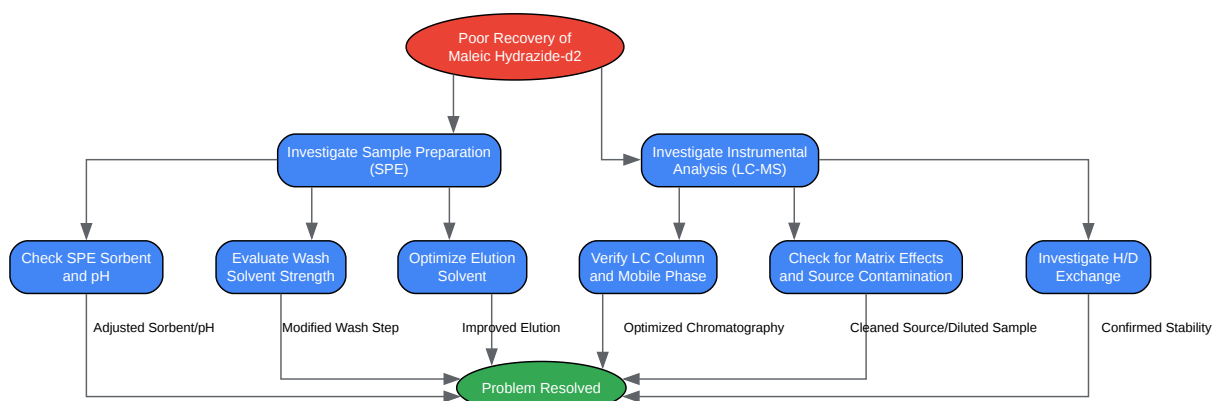 Poor Recovery of
Maleic Hydrazide-d2
Investigate Sample Preparation
(SPE)
Investigate Instrumental
Analysis (LC-MS)
Check SPE Sorbent
and pH
Evaluate Wash
Solvent Strength
Optimize Elution
Solvent
Verify LC Column
and Mobile Phase
Check for Matrix Effects
and Source Contamination
Investigate H/D
Exchange
Adjusted Sorbent/pH
Modified Wash Step
Improved Elution
Optimized Chromatography
Cleaned Source/Diluted Sample
Confirmed Stability
Problem Resolved